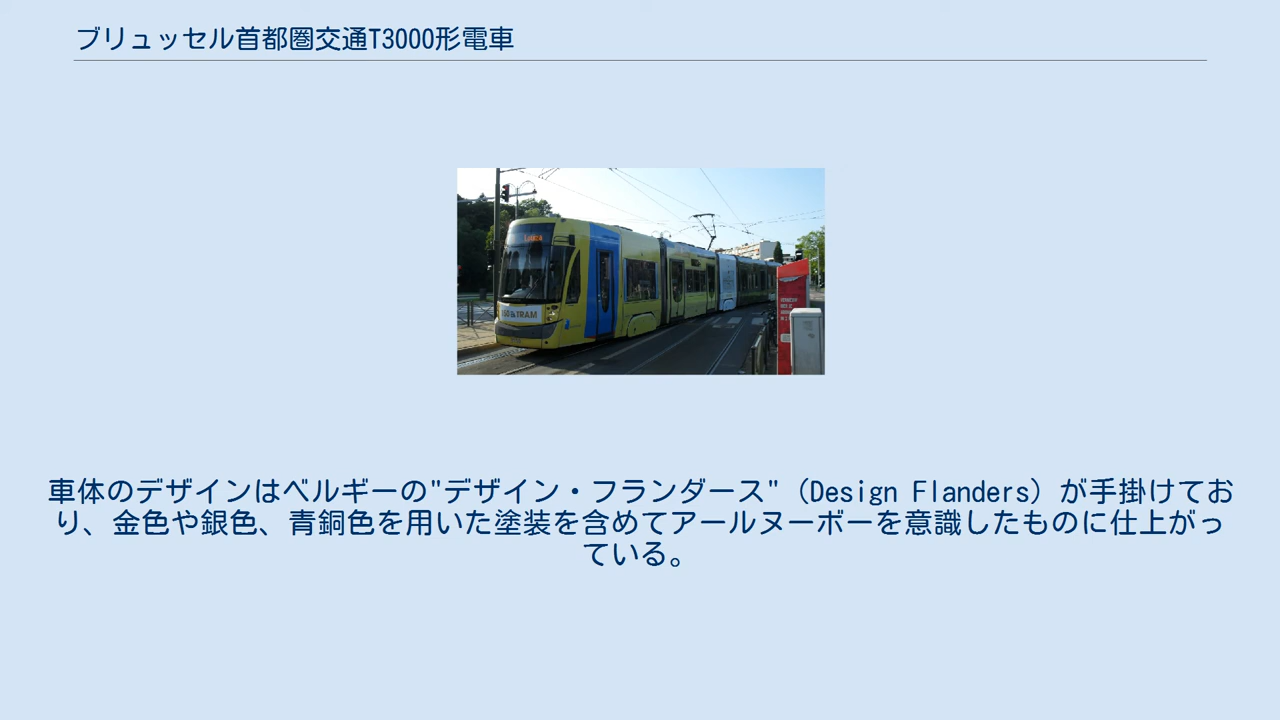 ブリュッセル首都圏交通T3000形電車
車体のデザインはベルギーの"デザイン・フランダース"（Design Flanders）が手掛けてお
り、金色や銀色、青銅色を用いた塗装を含めてアールヌーボーを意識したものに仕上がっ
ている。